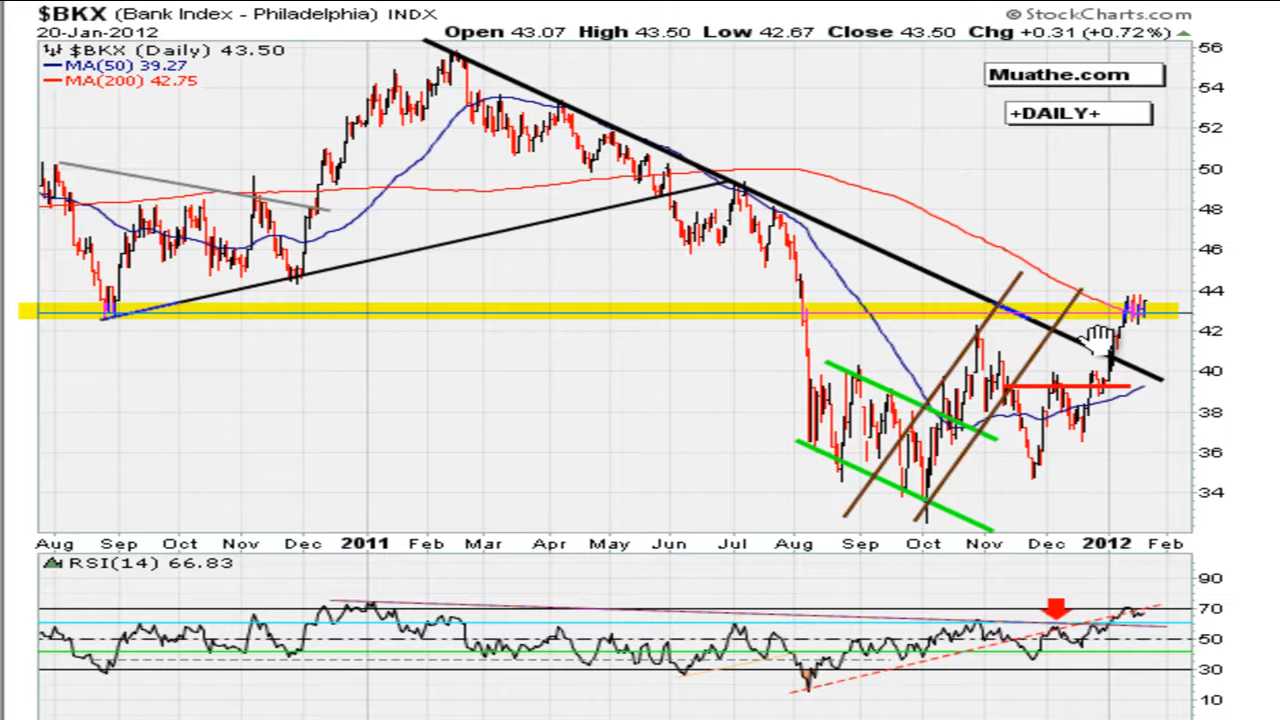 $BKX (Bank Index - Philadelphia) INDX
© StockCharts.com
20-Jan-2012
Open 43.07 High 43.50 Low 42.67 Close 43.50 Chg +0.31 (+0.72%)
$BKX (Daily) 43.50
MA(50) 39.27
MA(200) 42.75
Muathe.com
+DAILY+
56
54
52
50
48
46
44
42
40
38
36
34
Aug Sep Oct Nov Dec 2011 Feb Mar Apr May Jun Jul Aug Sep Oct Nov Dec 2012 Feb
RSI(14) 66.83
90
70
50
30
10